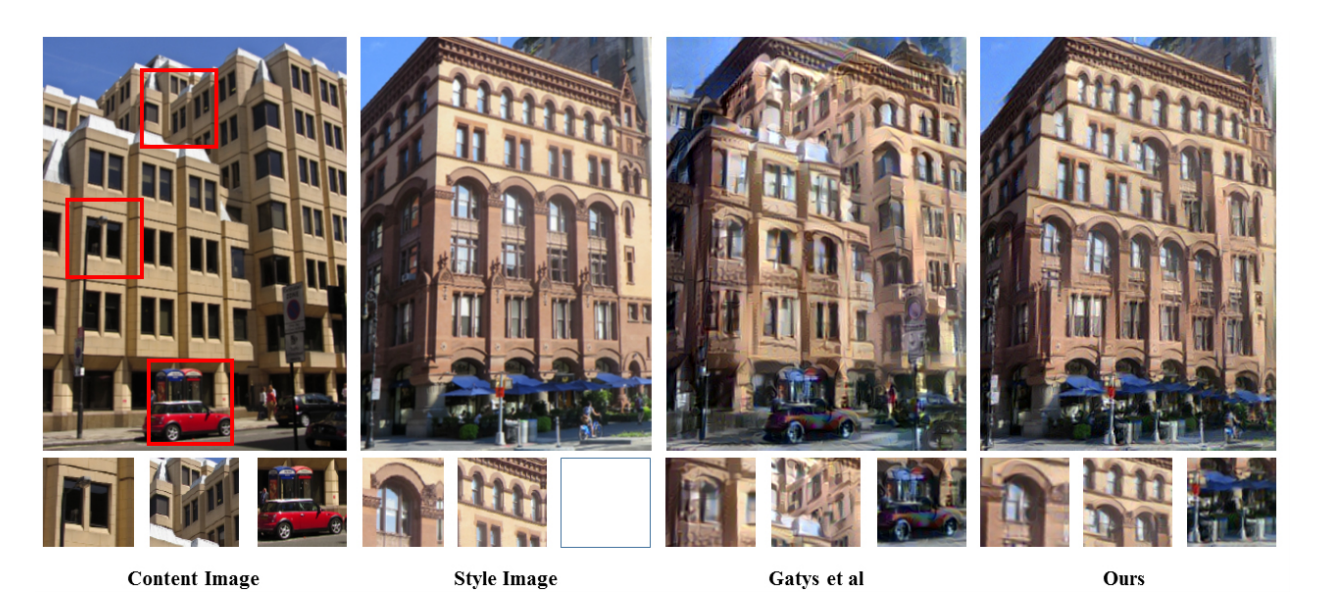 Content Image
Style Image
Gatys et al
Ours